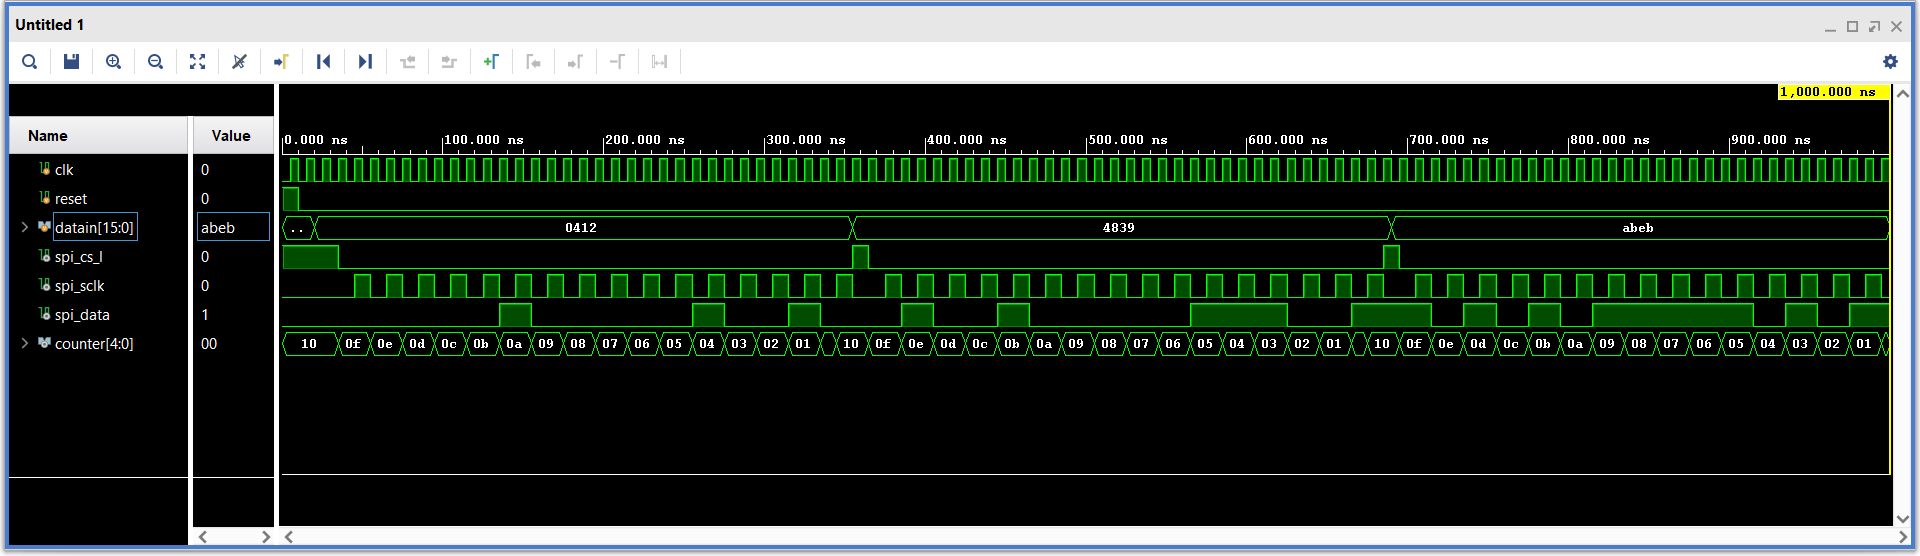 Untitled 1
1,000.000 ns
Name Value
0.000 ns 100.000 ns 200.000 ns 300.000 ns 400.000 ns 500.000 ns 600.000 ns 700.000 ns 800.000 ns 900.000 ns
clk 0
reset 0
datain[15:0] abeb .. 0412 4839 abeb
spi_cs_l 0
spi_sclk 0
spi_data 1
counter[4:0] 00 10 0f 0e 0d 0c 0b 0a 09 08 07 06 05 04 03 02 01 10 0f 0e 0d 0c 0b 0a 09 08 07 06 05 04 03 02 01 10 0f 0e 0d 0c 0b 0a 09 08 07 06 05 04 03 02 01